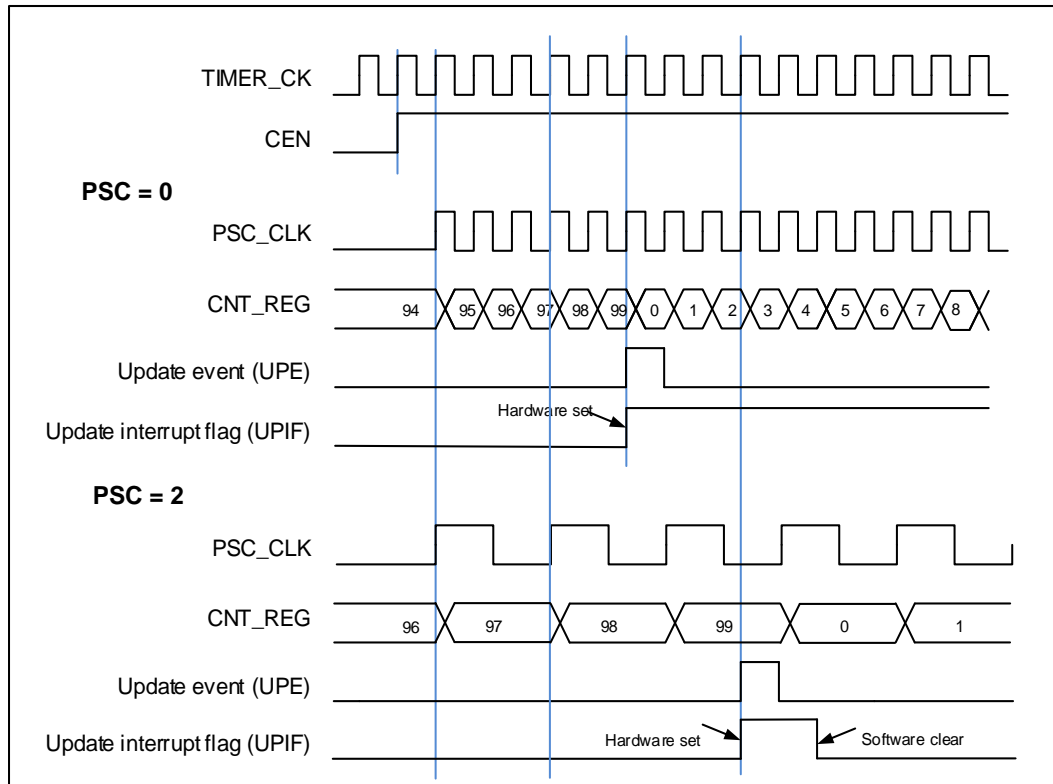 TIMER_CK
CEN
PSC = 0
PSC_CLK
CNT_REG 94 95 96 97 98 99 0 1 2 3 4 5 6 7 8
Update event (UPE)
Hardware set
Update interrupt flag (UPIF)
PSC = 2
PSC_CLK
CNT_REG 96 97 98 99 0 1
Update event (UPE)
Update interrupt flag (UPIF) Hardware set Software clear